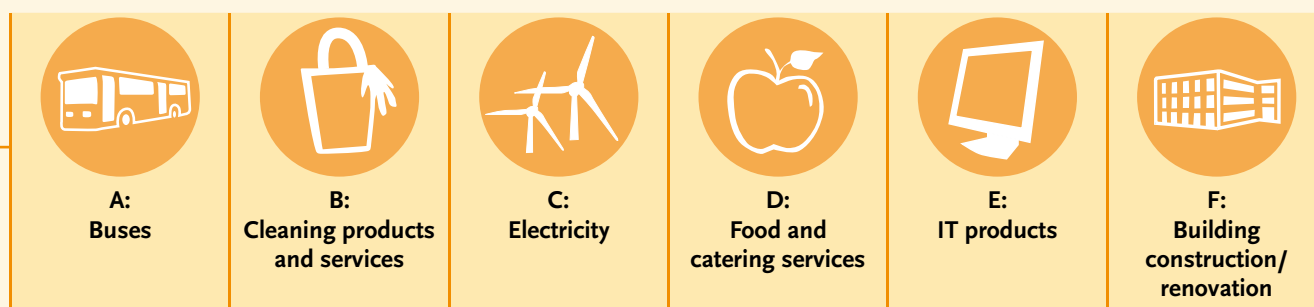 A:
Buses
B:
Cleaning products
and services
C:
Electricity
D:
Food and
catering services
E:
IT products
F:
Building
construction/
renovation